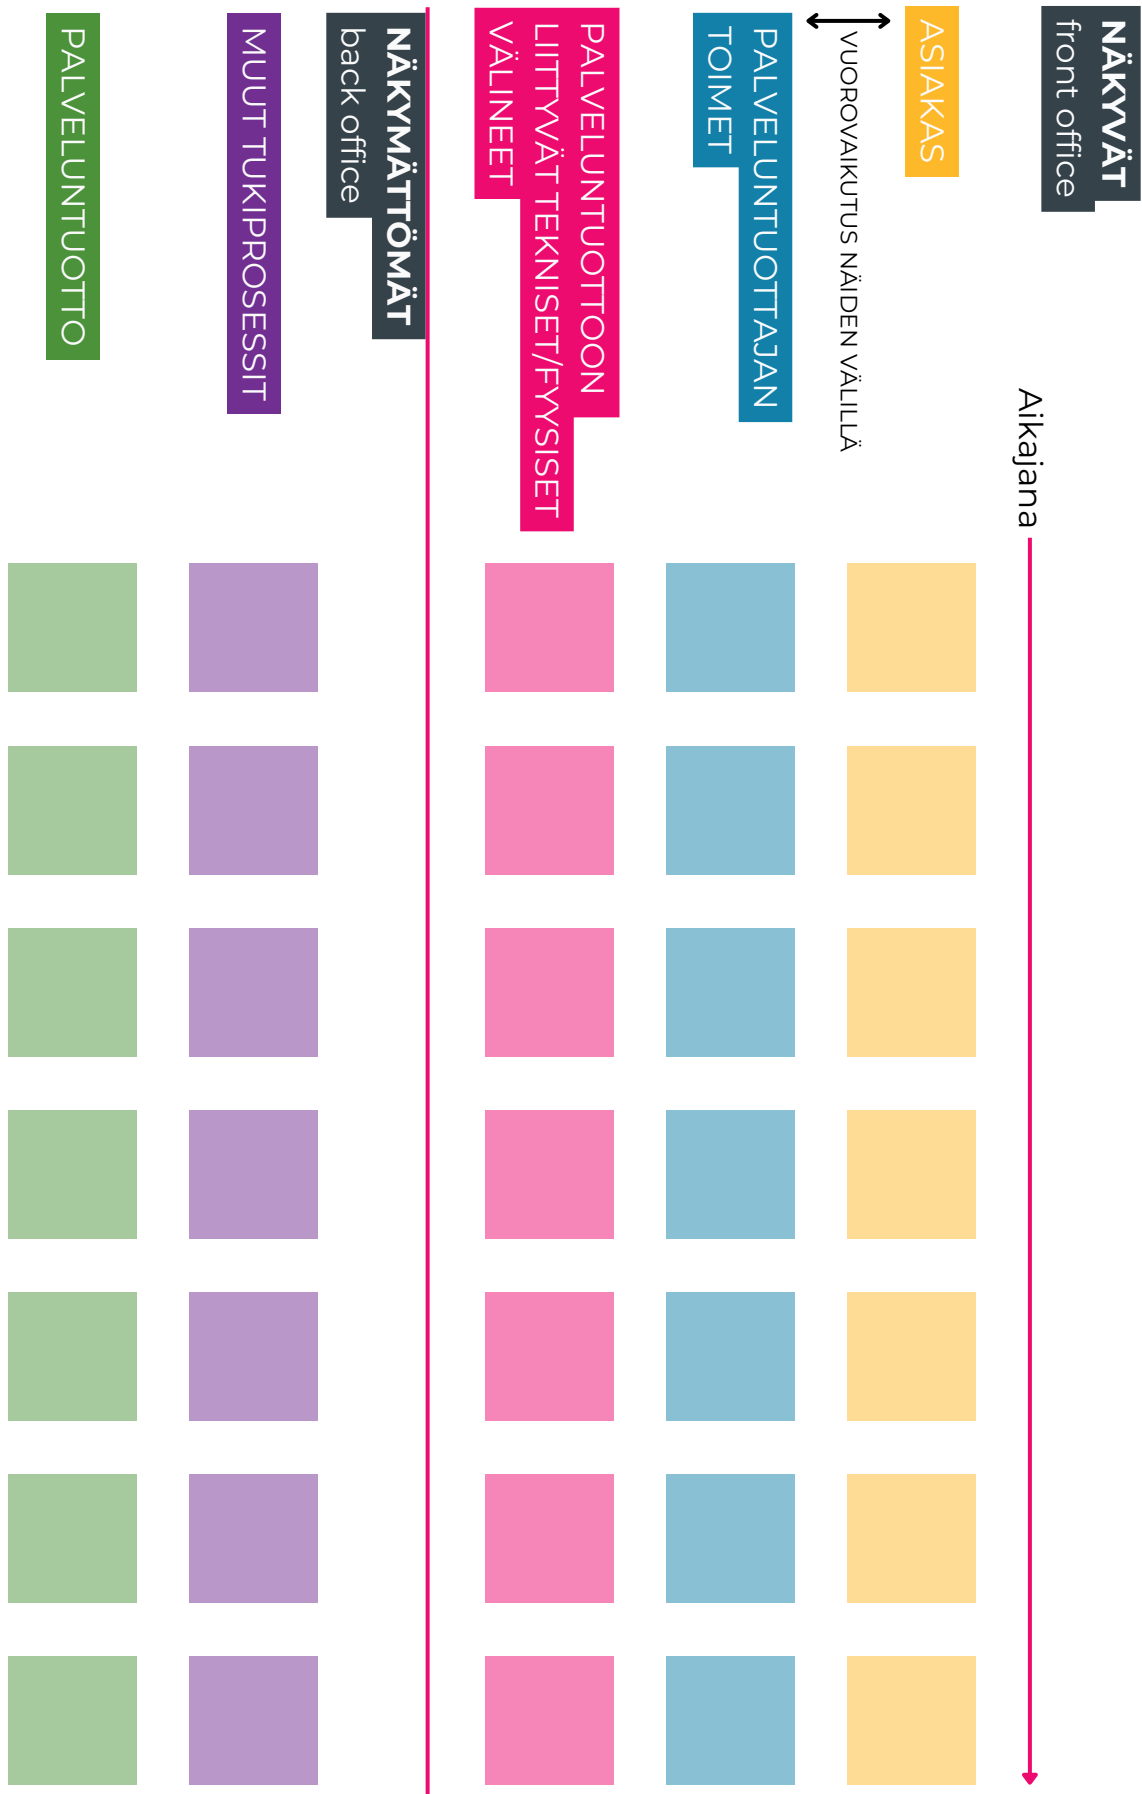 NÄKYVÄT
front office
Aikajana
ASIAKAS
VUOROVAIKUTUS NÄIDEN VÄLILLÄ
PALVELUNTUOTTAJAN
TOIMET
PALVELUNTUOTTOON
LIITTYVÄT TEKNISET/FYYSISET
VÄLINEET
NÄKYMÄTTÖMÄT
back office
MUUT TUKIPROSESSIT
PALVELUNTUOTTO